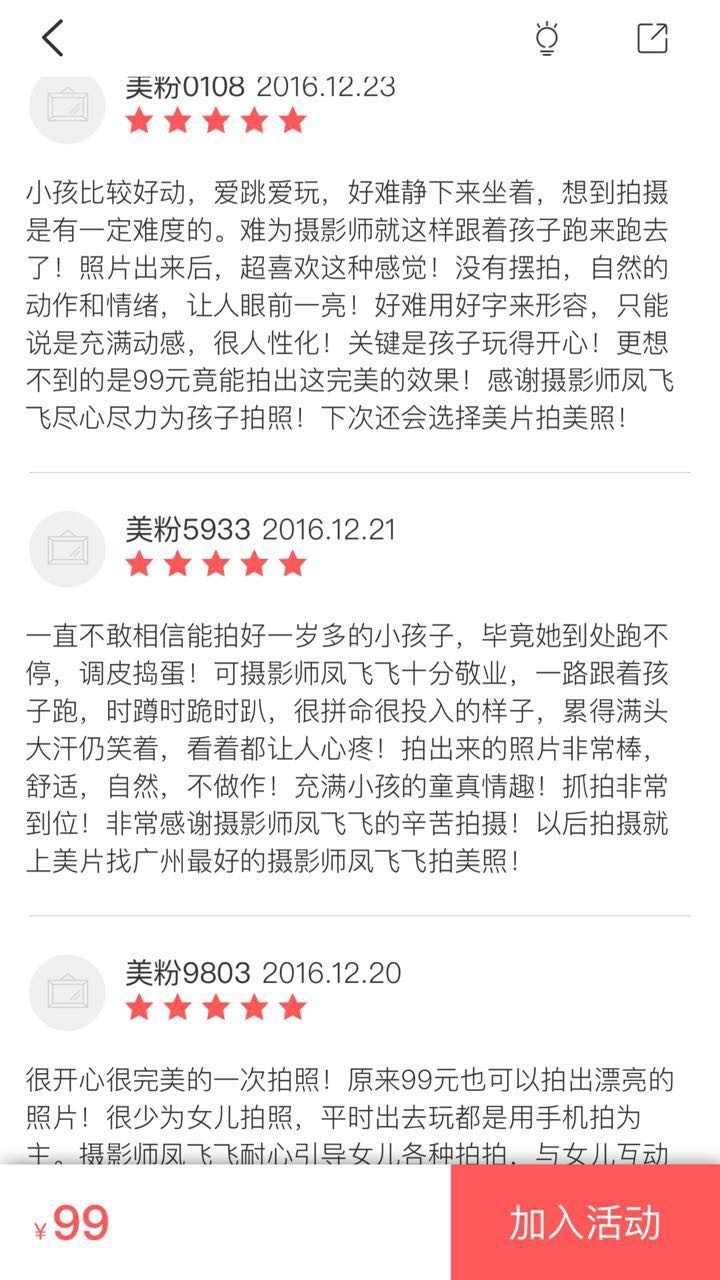 美粉0108 2016.12.23
小孩比较好动，爱跳爱玩，好难静下来坐着，想到拍摄
是有一定难度的。难为摄影师就这样跟着孩子跑来跑去
了！照片出来后，超喜欢这种感觉！没有摆拍，自然的
动作和情绪，让人眼前一亮！好难用好字来形容，只能
说是充满动感，很人性化！关键是孩子玩得开心！更想
不到的是99元竟能拍出这完美的效果！感谢摄影师凤飞
飞尽心尽力为孩子拍照！下次还会选择美片拍美照！
美粉5933 2016.12.21
一直不敢相信能拍好一岁多的小孩子，毕竟她到处跑不
停，调皮捣蛋！可摄影师凤飞飞十分敬业，一路跟着孩
子跑，时蹲时跪时趴，很拼命很投入的样子，累得满头
大汗仍笑着，看着都让人心疼！拍出来的照片非常棒，
舒适，自然，不做作！充满小孩的童真情趣！抓拍非常
到位！非常感谢摄影师凤飞飞的辛苦拍摄！以后拍摄就
上美片找广州最好的摄影师凤飞飞拍美照！
美粉9803 2016.12.20
很开心很完美的一次拍照！原来99元也可以拍出漂亮的
照片！很少为女儿拍照，平时出去玩都是用手机拍为
主。摄影师凤飞飞耐心引导女儿各种拍拍，与女儿互动
¥99
加入活动